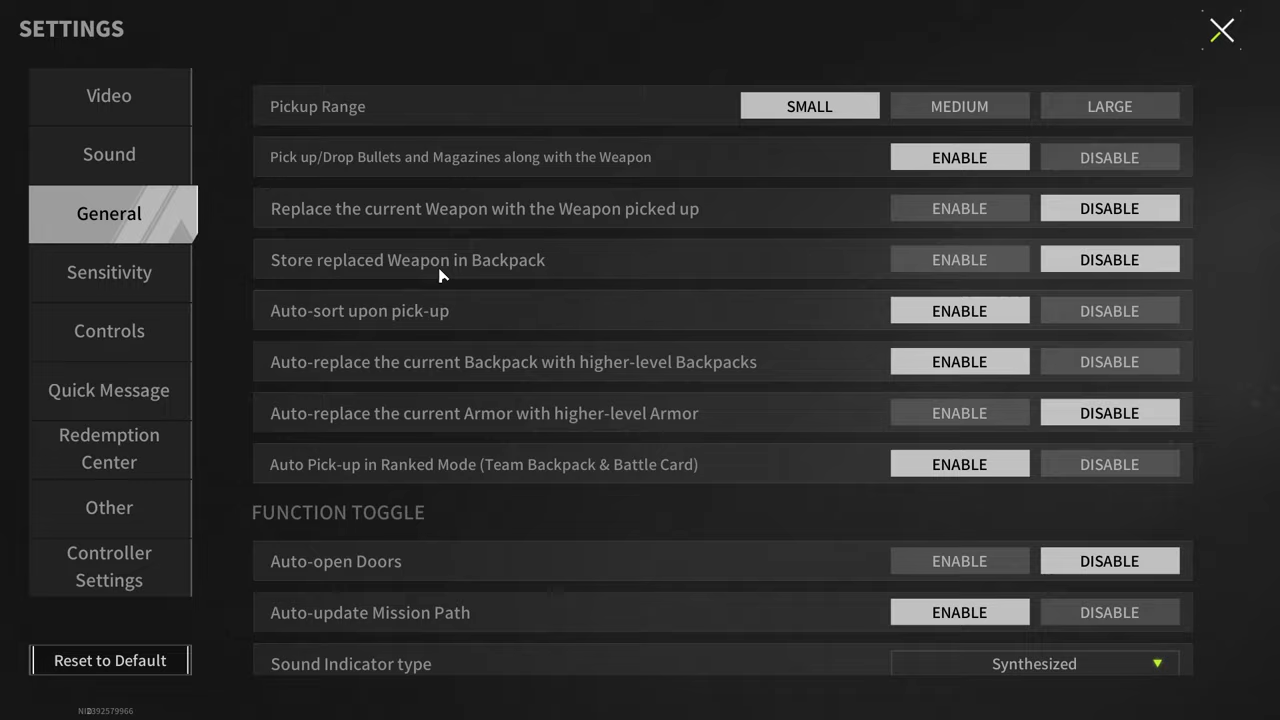 SETTINGS
Video
Sound
General
Sensitivity
Controls
Quick Message
Redemption
Center
Other
Controller
Settings
Reset to Default
Pickup Range SMALL MEDIUM LARGE
Pick up/Drop Bullets and Magazines along with the Weapon ENABLE DISABLE
Replace the current Weapon with the Weapon picked up ENABLE DISABLE
Store replaced Weapon in Backpack ENABLE DISABLE
Auto-sort upon pick-up ENABLE DISABLE
Auto-replace the current Backpack with higher-level Backpacks ENABLE DISABLE
Auto-replace the current Armor with higher-level Armor ENABLE DISABLE
Auto Pick-up in Ranked Mode (Team Backpack & Battle Card) ENABLE DISABLE
FUNCTION TOGGLE
Auto-open Doors ENABLE DISABLE
Auto-update Mission Path ENABLE DISABLE
Sound Indicator type Synthesized